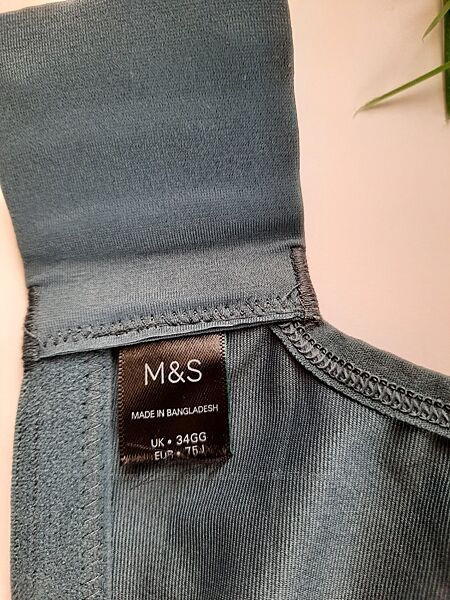 M&S
MADE IN BANGLADESH
UK • 34GG
EUR • 75J